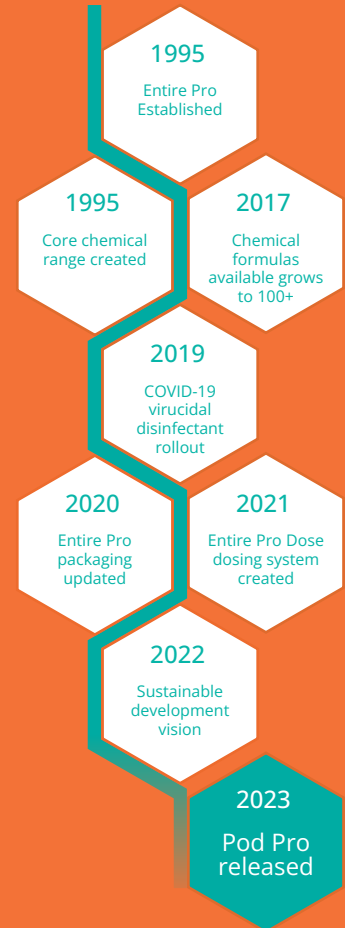 1995
Entire Pro
Established
1995
Core chemical
range created
2017
Chemical
formulas
available grows
to 100+
2019
COVID-19
virucidal
disinfectant
rollout
2020
Entire Pro
packaging
updated
2021
Entire Pro Dose
dosing system
created
2022
Sustainable
development
vision
2023
Pod Pro
released